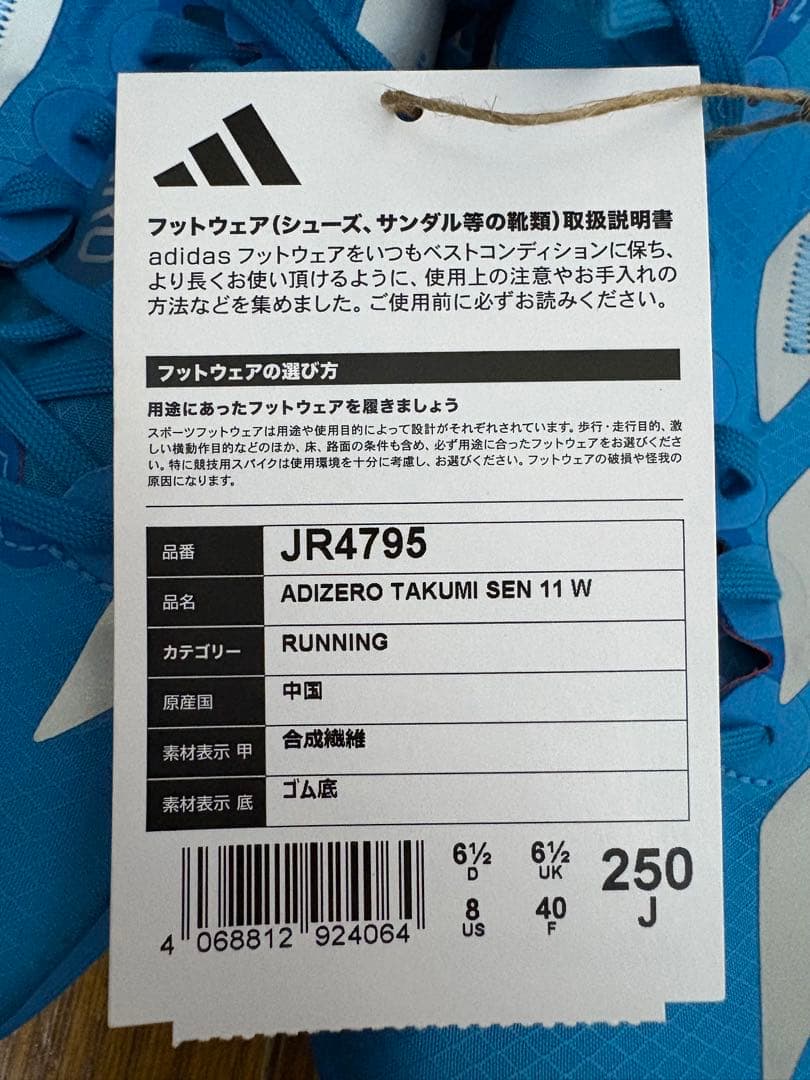 フットウェア(シューズ、サンダル等の靴類)取扱説明書
adidas フットウェアをいつもベストコンディションに保ち、
より長くお使い頂けるように、使用上の注意やお手入れの
方法などを集めました。ご使用前に必ずお読みください。
フットウェアの選び方
用途にあったフットウェアを履きましょう
スポーツフットウェアは用途や使用目的によって設計がそれぞれされています。歩行・走行目的、激
しい横動作目的などのほか、床、路面の条件も含め、必ず用途に合ったフットウェアをお選びくださ
い。特に競技用スパイクは使用環境を十分に考慮し、お選びください。フットウェアの破損や怪我の
原因になります。
品番 JR4795
品名 ADIZERO TAKUMI SEN 11 W
カテゴリー RUNNING
原産国 中国
素材表示 甲 合成繊維
素材表示 底 ゴム底
6½ 6½ 250
D UK J
8 40
US F
4 068812 924064